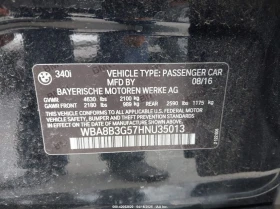 340i
VEHICLE TYPE: PASSENGER CAR
MFD BY
08/16
BAYERISCHE MOTOREN WERKE AG
GVWR: 4630 LBS 2100 KG
GAWR FRONT 2180 LBS 989 KG GAWR REAR 2590 LBS 1175 KG
THIS VEHICLE CONFORMS TO ALL APPLICABLE FEDERAL MOTOR
VEHICLE SAFETY, BUMPER, AND THEFT PREVENTION STANDARDS
IN EFFECT ON THE DATE OF MANUFACTURE SHOWN ABOVE.
WBA8B3G57HNU35013